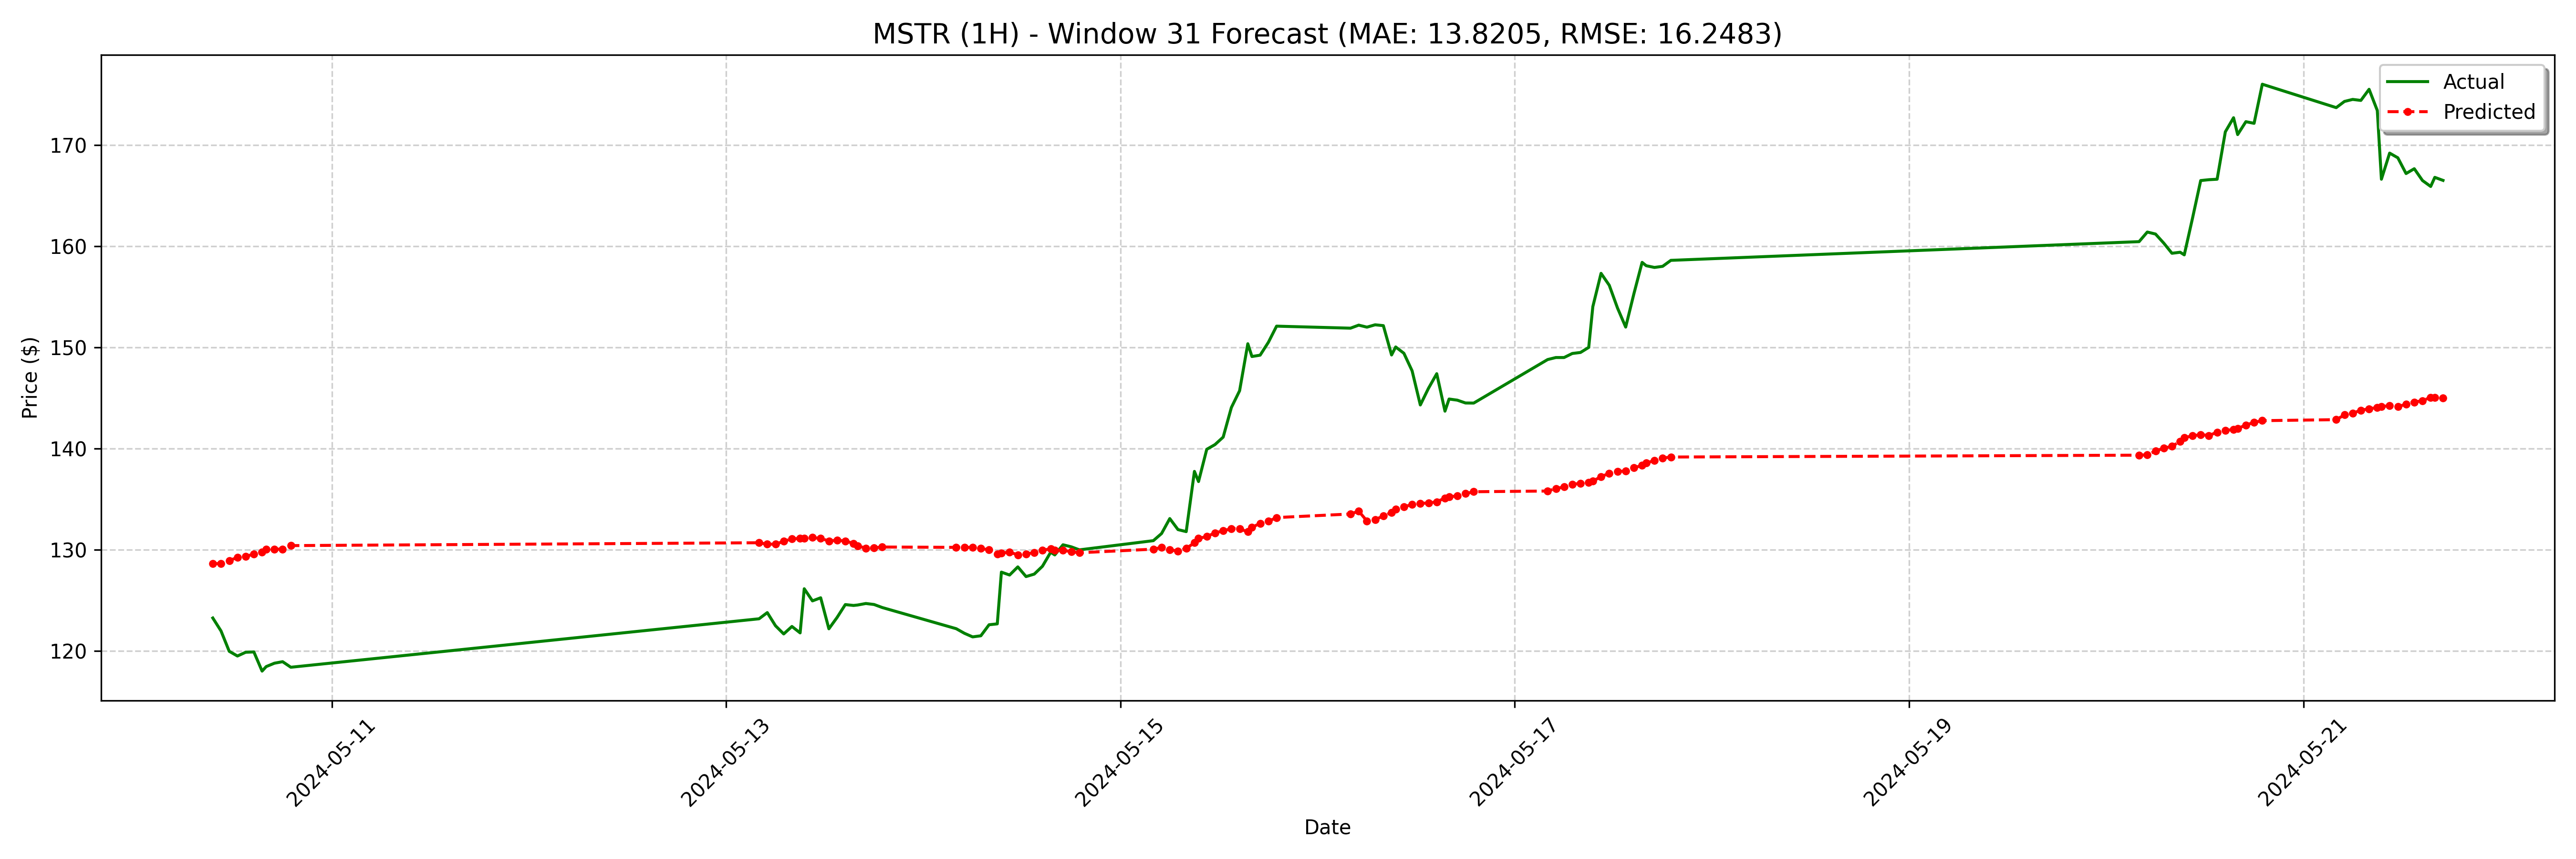 MSTR (1H) - Window 31 Forecast (MAE: 13.8205, RMSE: 16.2483)
Actual
Predicted
Price ($)
170
160
150
140
130
120
2024-05-11
2024-05-13
2024-05-15
2024-05-17
2024-05-19
2024-05-21
Date